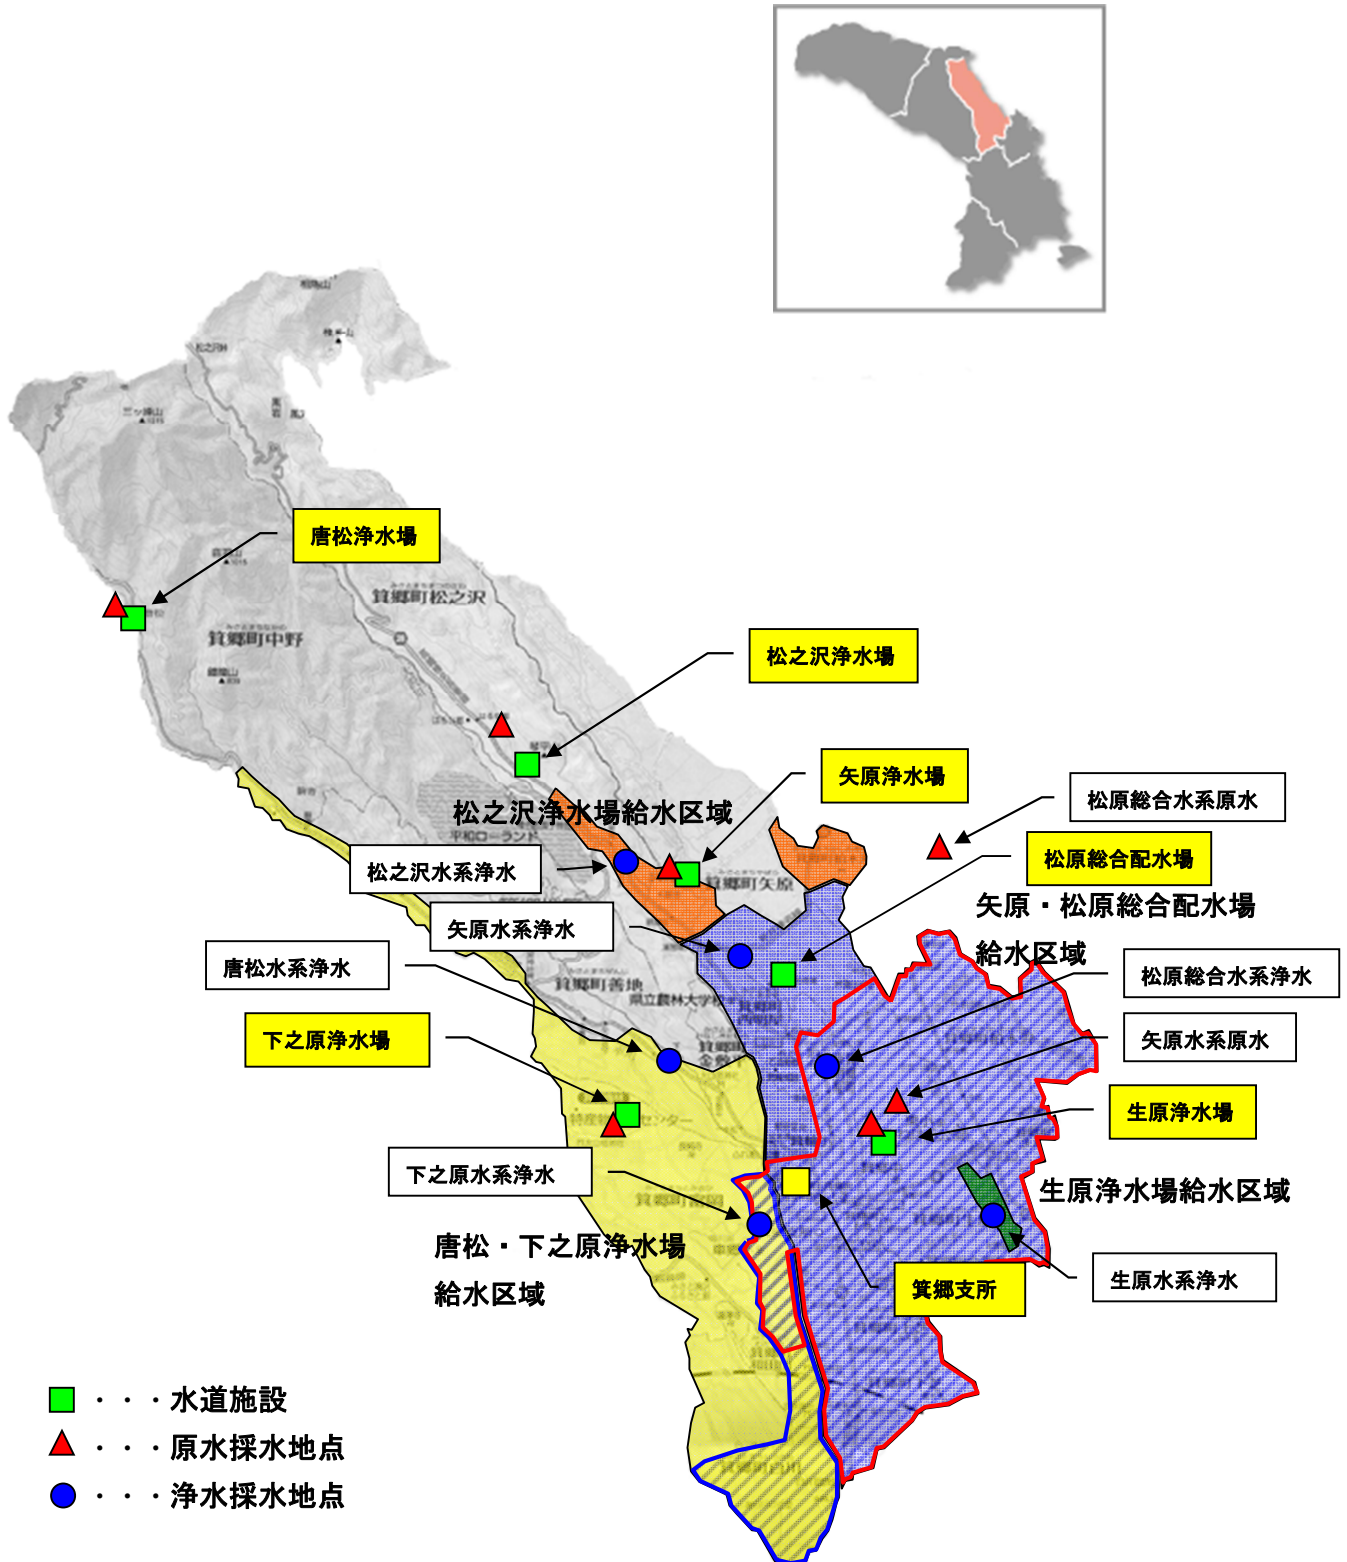 唐松浄水場
箕郷町松之沢
箕郷町中野
松之沢浄水場
矢原浄水場
松原総合水系原水
松之沢浄水場給水区域
平和ローランド
松原総合配水場
松之沢水系浄水
箕郷町矢原
矢原・松原総合配水場
給水区域
矢原水系浄水
唐松水系浄水
松原総合水系浄水
箕郷町善地
県立農林大学校
下之原浄水場
矢原水系原水
生原浄水場
下之原水系浄水
生原浄水場給水区域
唐松・下之原浄水場
給水区域
生原水系浄水
箕郷支所
・・・水道施設
・・・原水採水地点
・・・浄水採水地点